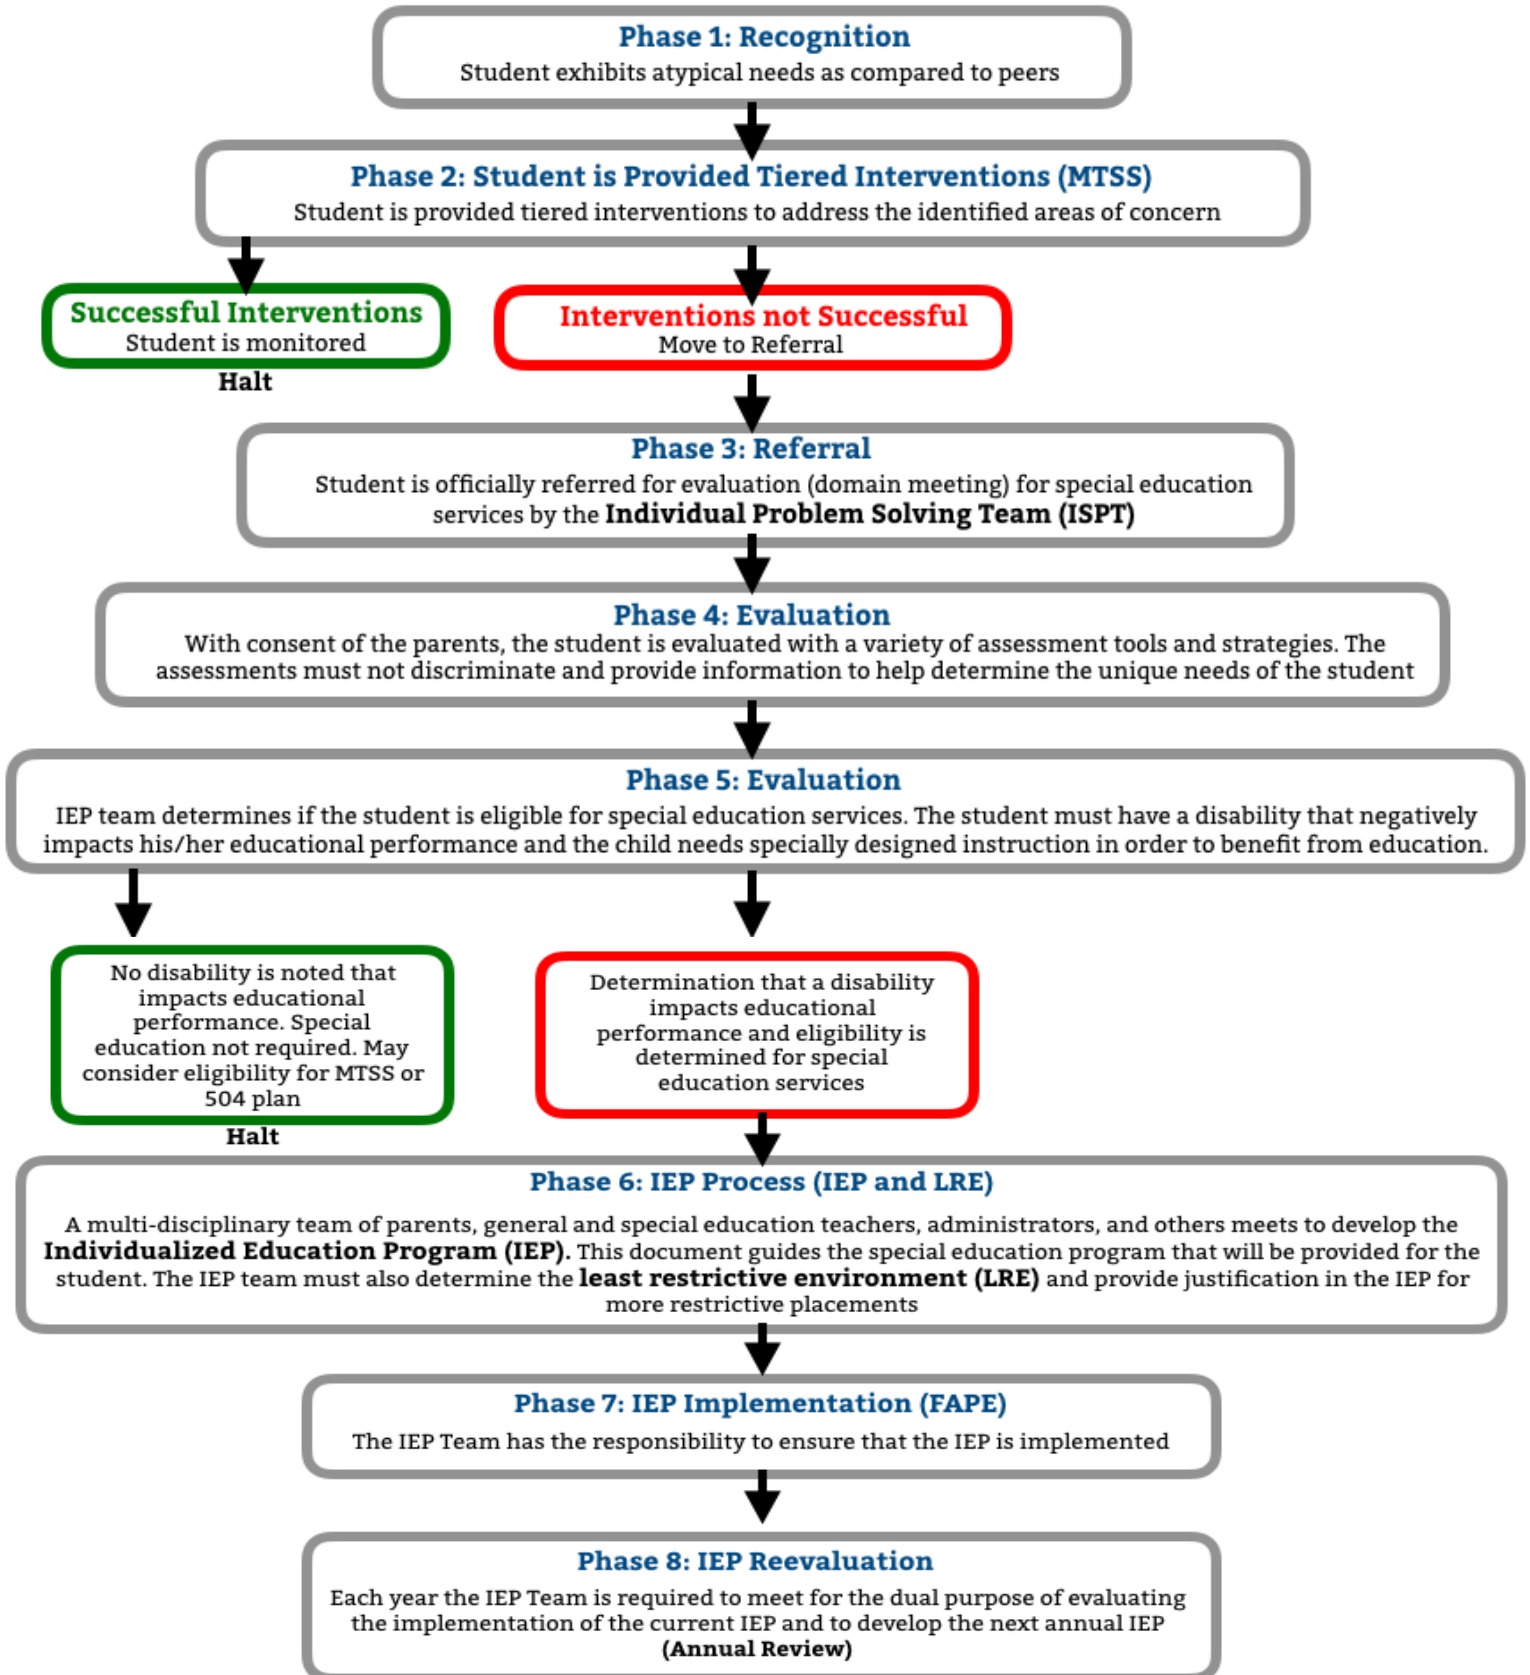 Phase 1: Recognition
Student exhibits atypical needs as compared to peers
Phase 2: Student is Provided Tiered Interventions (MTSS)
Student is provided tiered interventions to address the identified areas of concern
Successful Interventions
Student is monitored
Halt
Interventions not Successful
Move to Referral
Phase 3: Referral
Student is officially referred for evaluation (domain meeting) for special education
services by the Individual Problem Solving Team (ISPT)
Phase 4: Evaluation
With consent of the parents, the student is evaluated with a variety of assessment tools and strategies. The
assessments must not discriminate and provide information to help determine the unique needs of the student
Phase 5: Evaluation
IEP team determines if the student is eligible for special education services. The student must have a disability that negatively
impacts his/her educational performance and the child needs specially designed instruction in order to benefit from education.
No disability is noted that
impacts educational
performance. Special
education not required. May
consider eligibility for MTSS or
504 plan
Halt
Determination that a disability
impacts educational
performance and eligibility is
determined for special
education services
Phase 6: IEP Process (IEP and LRE)
A multi-disciplinary team of parents, general and special education teachers, administrators, and others meets to develop the
Individualized Education Program (IEP). This document guides the special education program that will be provided for the
student. The IEP team must also determine the least restrictive environment (LRE) and provide justification in the IEP for
more restrictive placements
Phase 7: IEP Implementation (FAPE)
The IEP Team has the responsibility to ensure that the IEP is implemented
Phase 8: IEP Reevaluation
Each year the IEP Team is required to meet for the dual purpose of evaluating
the implementation of the current IEP and to develop the next annual IEP
(Annual Review)